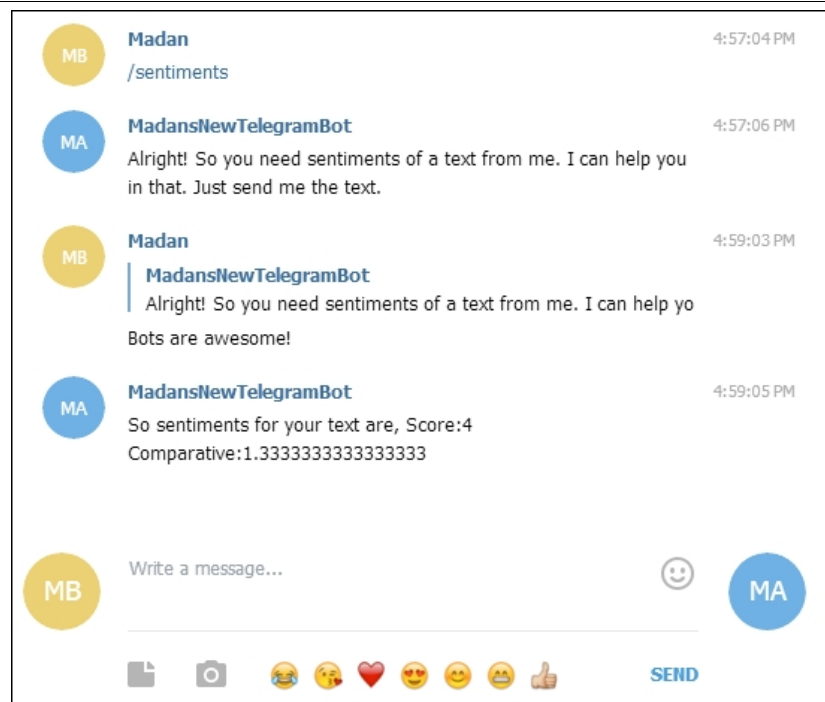 MB
Madan
4:57:04 PM
/sentiments
MA
MadansNewTelegramBot
4:57:06 PM
Alright! So you need sentiments of a text from me. I can help you
in that. Just send me the text.
MB
Madan
4:59:03 PM
MadansNewTelegramBot
Alright! So you need sentiments of a text from me. I can help yo
Bots are awesome!
MA
MadansNewTelegramBot
4:59:05 PM
So sentiments for your text are, Score:4
Comparative:1.3333333333333333
MB
Write a message...
MA
SEND